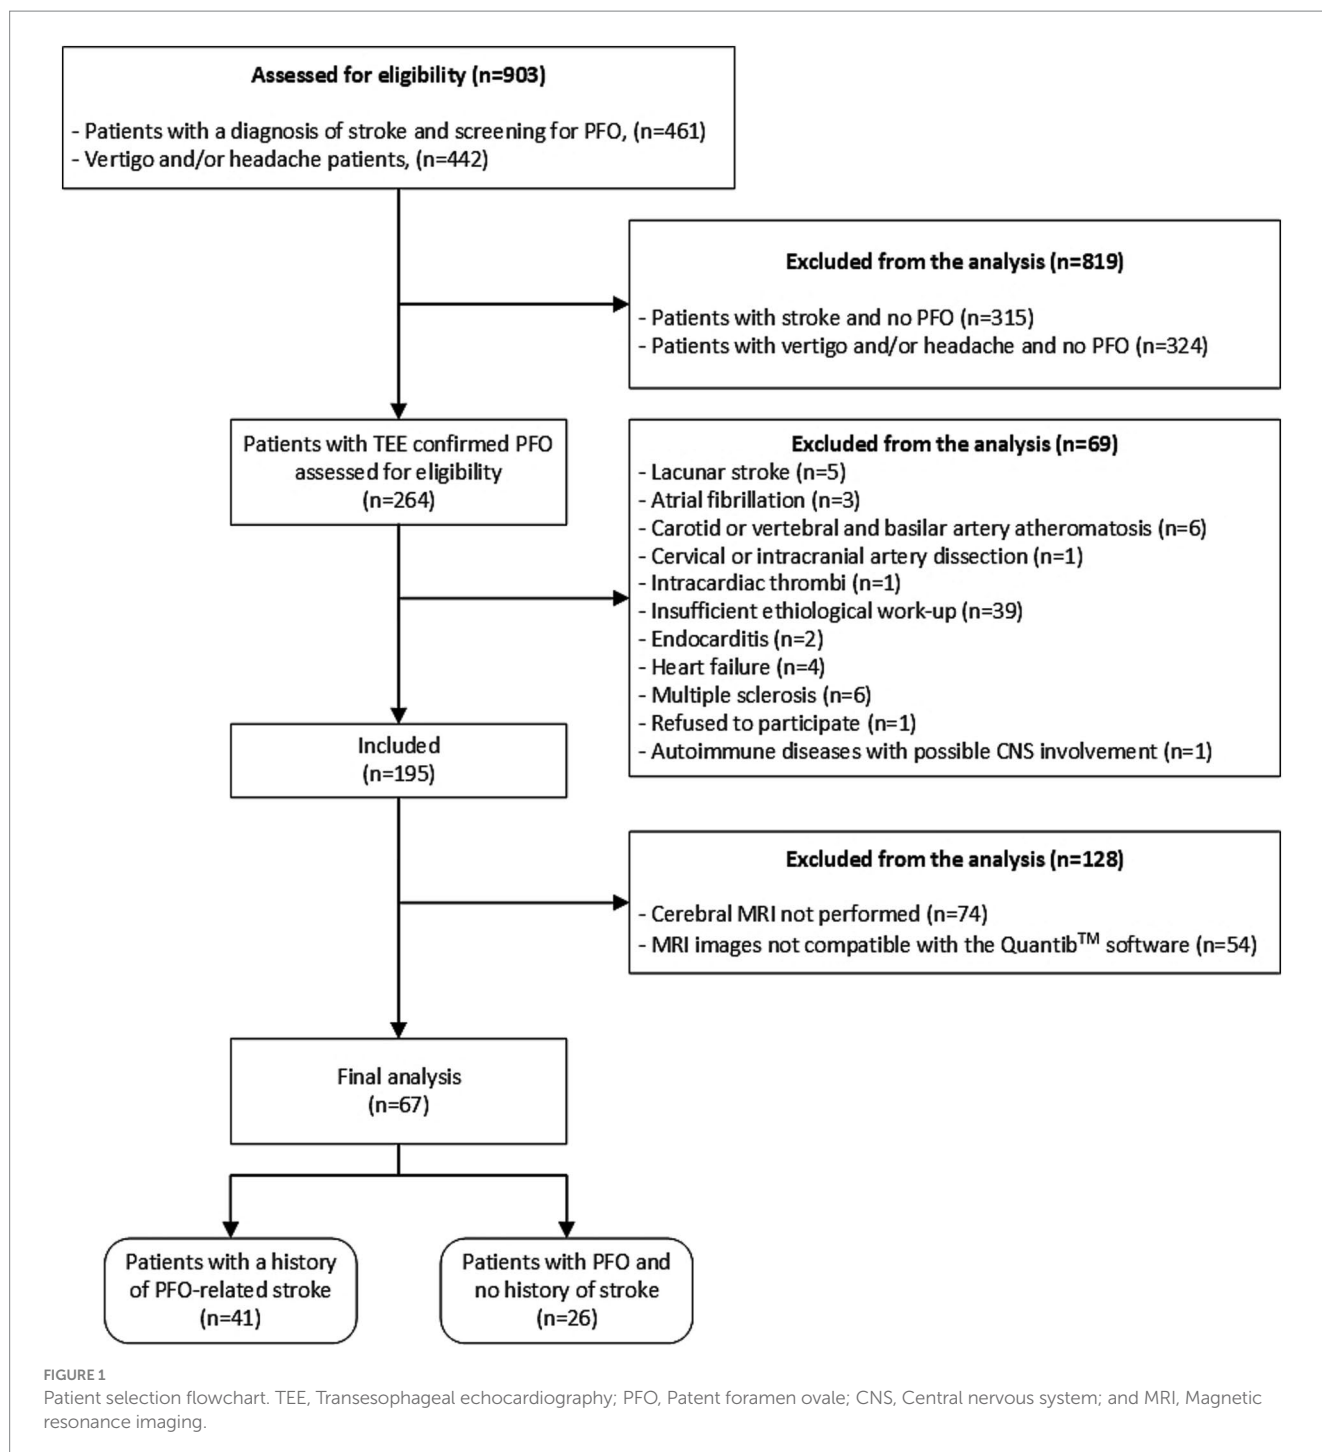 Assessed for eligibility (n=903)
- Patients with a diagnosis of stroke and screening for PFO, (n=461)
- Vertigo and/or headache patients, (n=442)
Excluded from the analysis (n=819)
- Patients with stroke and no PFO (n=315)
- Patients with vertigo and/or headache and no PFO (n=324)
Patients with TEE confirmed PFO
assessed for eligibility
(n=264)
Excluded from the analysis (n=69)
- Lacunar stroke (n=5)
- Atrial fibrillation (n=3)
- Carotid or vertebral and basilar artery atheromatosis (n=6)
- Cervical or intracranial artery dissection (n=1)
- Intracardiac thrombi (n=1)
- Insufficient ethiological work-up (n=39)
- Endocarditis (n=2)
- Heart failure (n=4)
- Multiple sclerosis (n=6)
- Refused to participate (n=1)
- Autoimmune diseases with possible CNS involvement (n=1)
Included
(n=195)
Excluded from the analysis (n=128)
- Cerebral MRI not performed (n=74)
- MRI images not compatible with the Quantib™ software (n=54)
Final analysis
(n=67)
Patients with a history
of PFO-related stroke
(n=41)
Patients with PFO and
no history of stroke
(n=26)
FIGURE 1
Patient selection flowchart. TEE, Transesophageal echocardiography; PFO, Patent foramen ovale; CNS, Central nervous system; and MRI, Magnetic
resonance imaging.